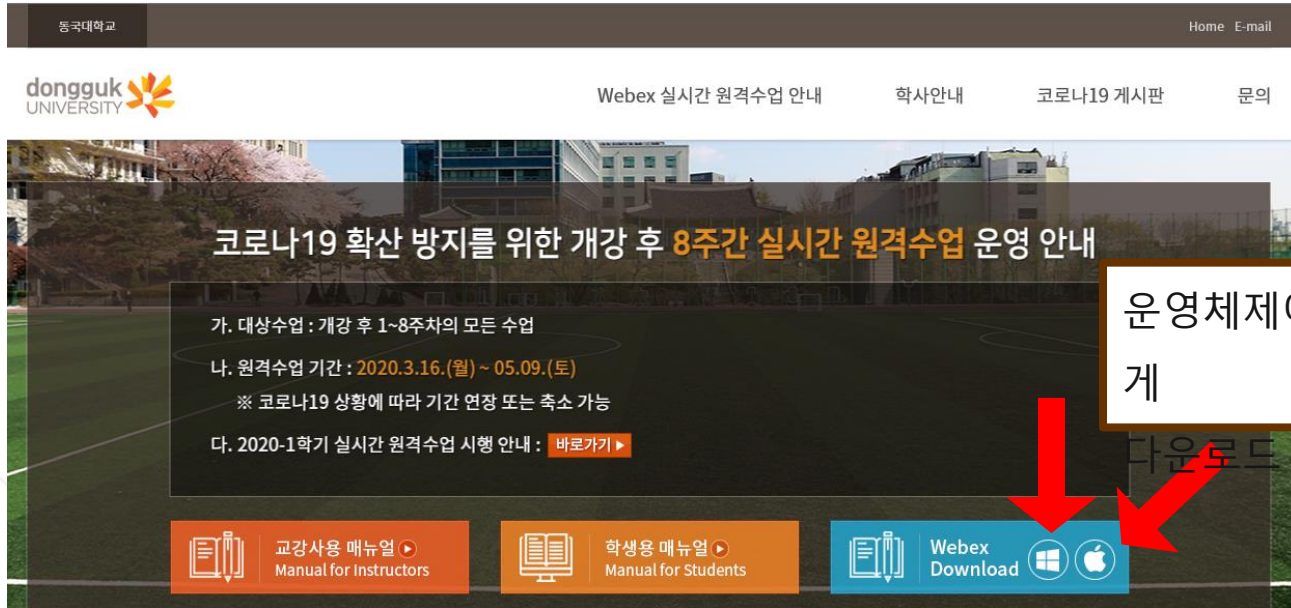 동국대학교
Home E-mail
dongguk
UNIVERSITY
Webex 실시간 원격수업 안내 학사안내 코로나19 게시판 문의
코로나19 확산 방지를 위한 개강 후 8주간 실시간 원격수업 운영 안내
가. 대상수업 : 개강 후 1~8주차의 모든 수업
나. 원격수업 기간 : 2020.3.16.(월) ~ 05.09.(토)
※ 코로나19 상황에 따라 기간 연장 또는 축소 가능
다. 2020-1학기 실시간 원격수업 시행 안내 : 바로가기
운영체제에
게
다운로드
교강사용 매뉴얼
Manual for Instructors
학생용 매뉴얼
Manual for Students
Webex
Download